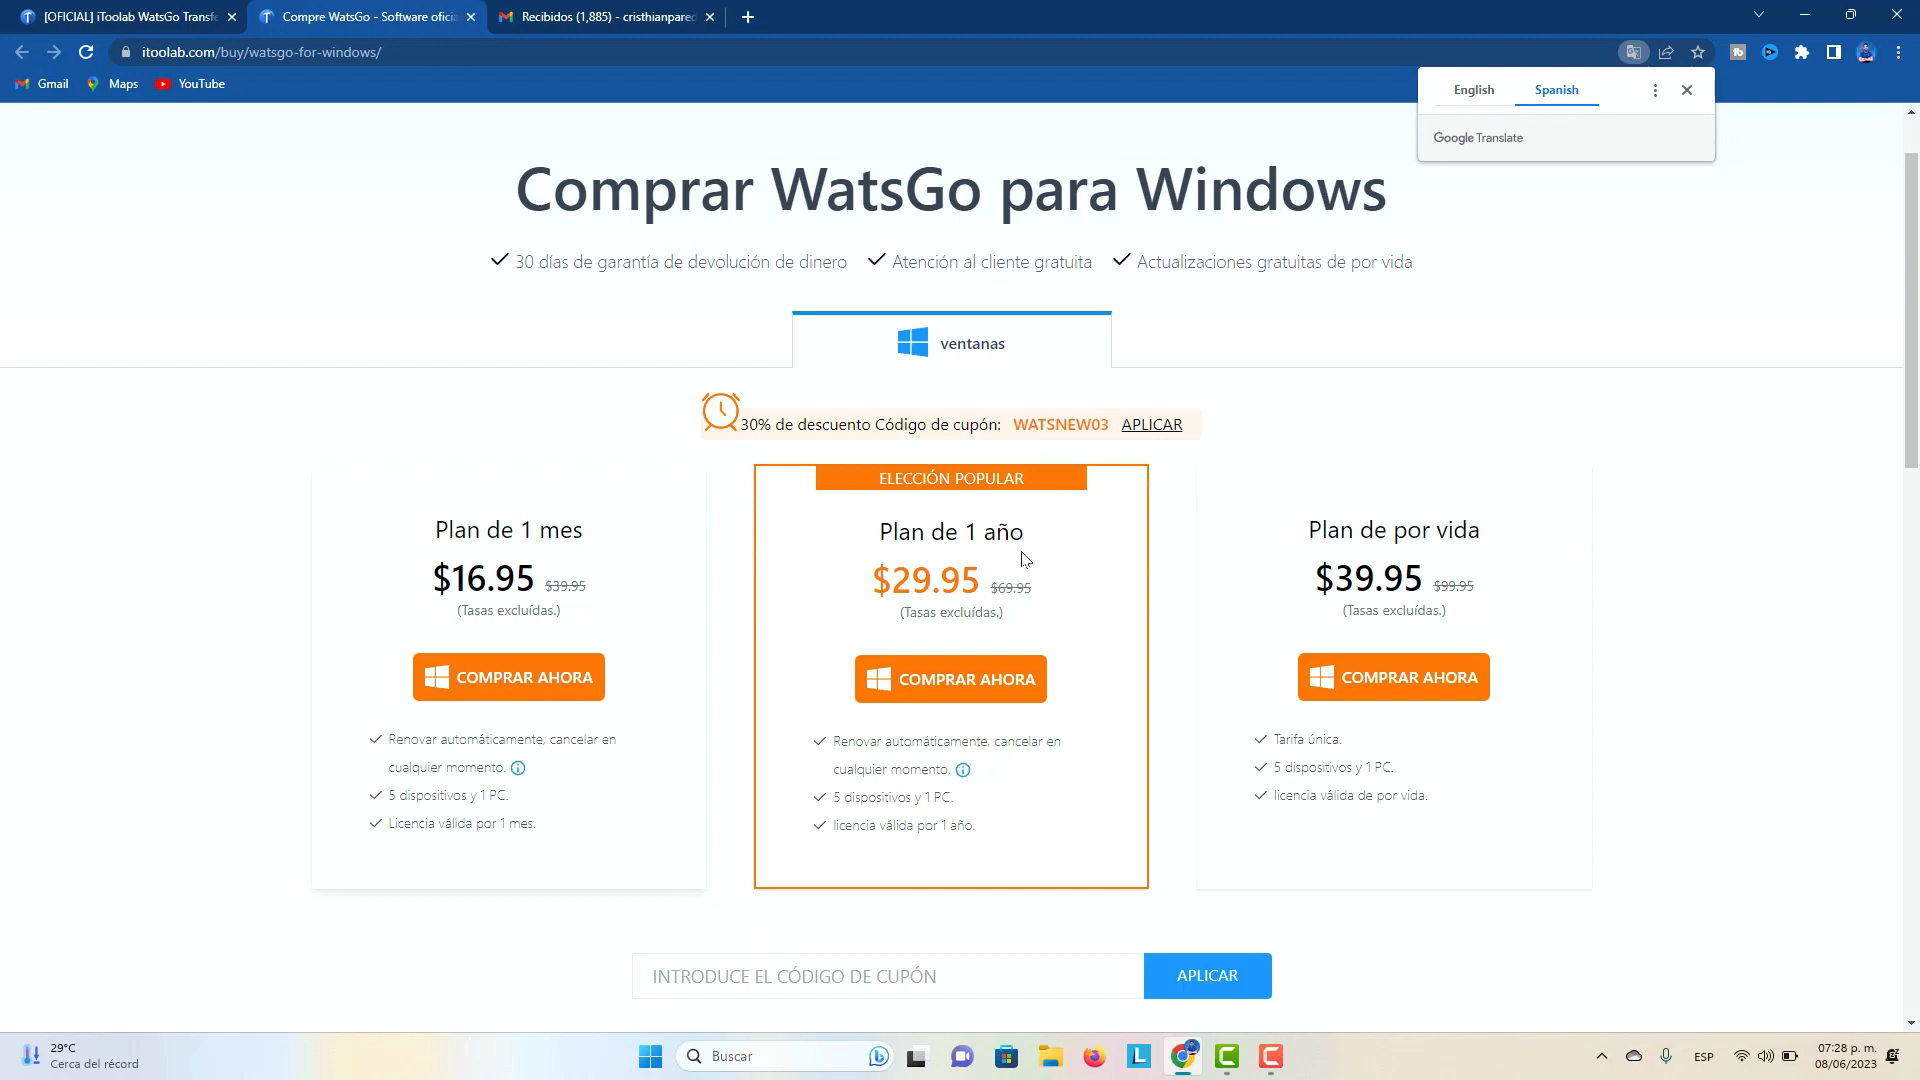 [OFICIAL] iToolab WatsGo Transfe
Compre WatsGo - Software oficia
Recibidos (1,885) - cristhianpared
itoolab.com/buy/watsgo-for-windows/
Gmail
Maps
YouTube
English
Spanish
Google Translate
Comprar WatsGo para Windows
30 días de garantía de devolución de dinero
Atención al cliente gratuita
Actualizaciones gratuitas de por vida
ventanas
30% de descuento Código de cupón: WATSNEW03 APLICAR
ELECCIÓN POPULAR
Plan de 1 mes
$16.95 $39.95
(Tasas excluídas.)
COMPRAR AHORA
Renovar automáticamente, cancelar en
cualquier momento.
5 dispositivos y 1 PC.
Licencia válida por 1 mes.
Plan de 1 año
$29.95 $69.95
(Tasas excluídas.)
COMPRAR AHORA
Renovar automáticamente, cancelar en
cualquier momento.
5 dispositivos y 1 PC.
licencia válida por 1 año.
Plan de por vida
$39.95 $99.95
(Tasas excluídas.)
COMPRAR AHORA
Tarifa única.
5 dispositivos y 1 PC.
licencia válida de por vida.
INTRODUCE EL CÓDIGO DE CUPÓN
APLICAR
29°C
Cerca del récord
Buscar
ESP
07:28 p. m.
08/06/2023